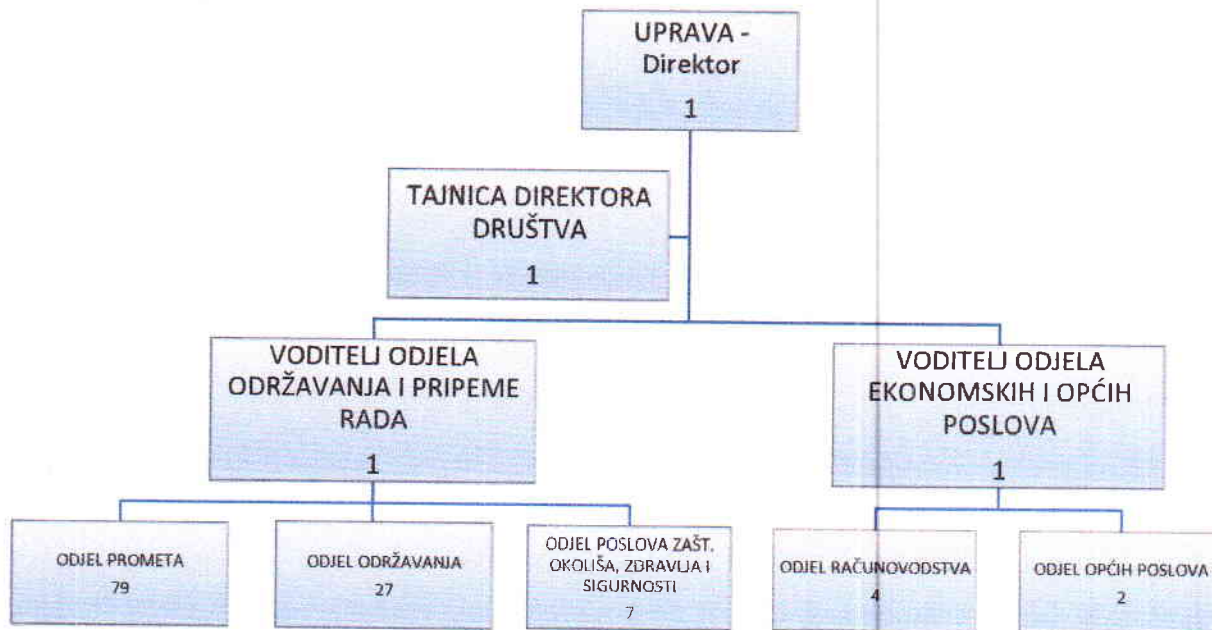 UPRAVA -
Direktor
1
TAJNICA DIREKTORA
DRUŠTVA
1
VODITELJ ODJELA
ODRŽAVANJA I PRIPEME
RADA
1
VODITELJ ODJELA
EKONOMSKIH I OPĆIH
POSLOVA
1
ODJEL PROMETA
79
ODJEL ODRŽAVANJA
27
ODJEL POSLOVA ZAŠT.
OKOLIŠA, ZDRAVLJA I
SIGURNOSTI
7
ODJEL RAČUNOVODSTVA
4
ODJEL OPĆIH POSLOVA
2